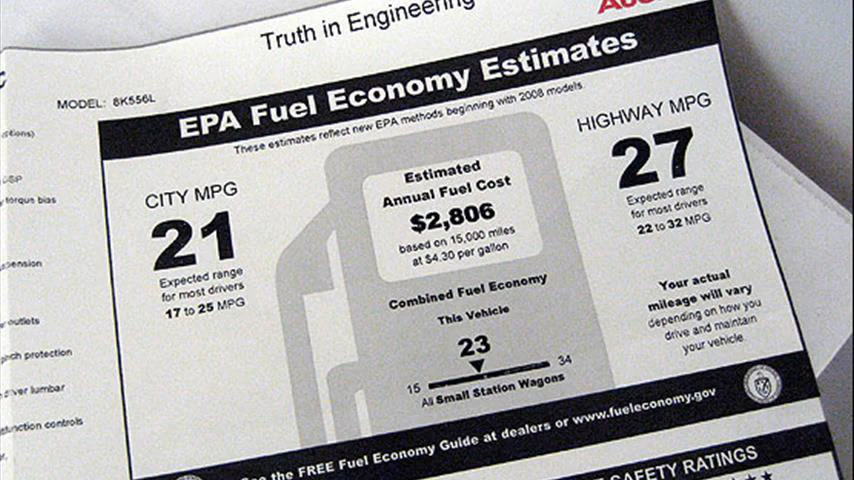 Truth in Engineering
MODEL: 8K556L
EPA Fuel Economy Estimates
These estimates reflect new EPA methods beginning with 2008 models.
CITY MPG
21
Expected range
for most drivers
17 to 25 MPG
Estimated
Annual Fuel Cost
$2,806
based on 15,000 miles
at $4.30 per gallon
Combined Fuel Economy
This Vehicle
23
15 34
All Small Station Wagons
HIGHWAY MPG
27
Expected range
for most drivers
22 to 32 MPG
Your actual
mileage will vary
depending on how you
drive and maintain
your vehicle.
the FREE Fuel Economy Guide at dealers or www.fueleconomy.gov
SAFETY RATINGS
torque bias
outlets
protection
lumbar
controls